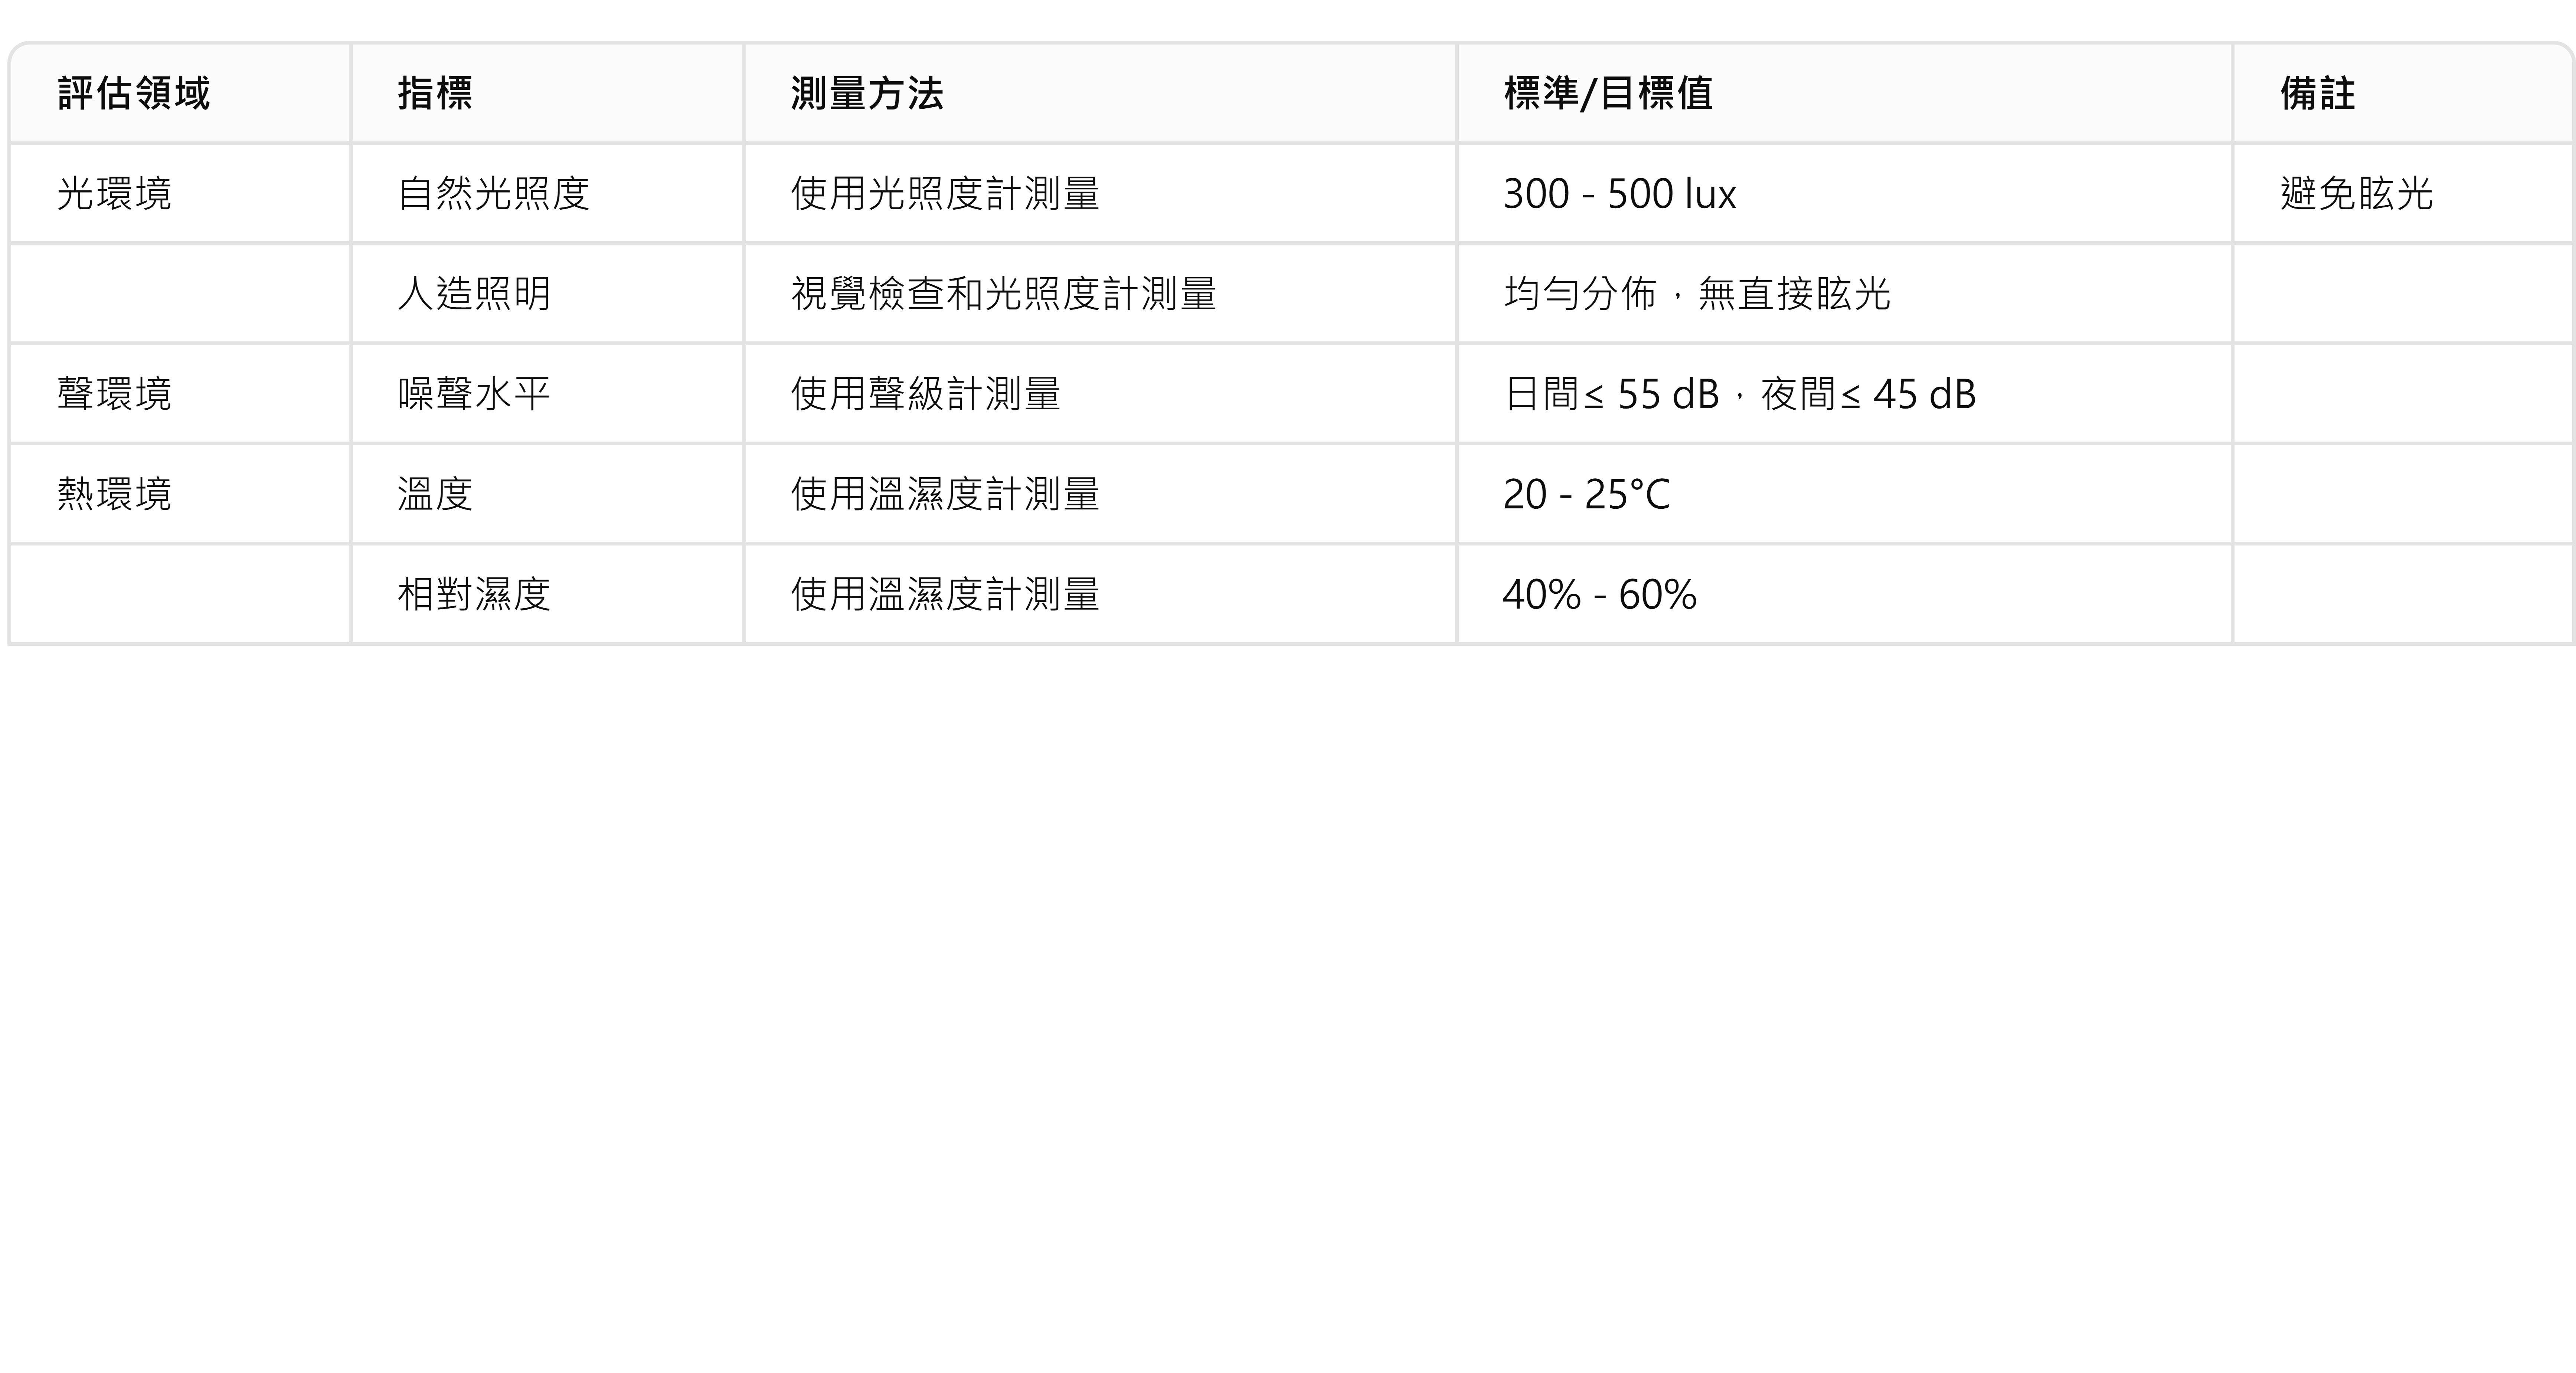 評估領域 指標 測量方法 標準/目標值 備註
光環境 自然光照度 使用光照度計測量 300 - 500 lux 避免眩光
人造照明 視覺檢查和光照度計測量 均勻分佈，無直接眩光
聲環境 噪聲水平 使用聲級計測量 日間≤ 55 dB，夜間≤ 45 dB
熱環境 溫度 使用溫濕度計測量 20 - 25°C
相對濕度 使用溫濕度計測量 40% - 60%